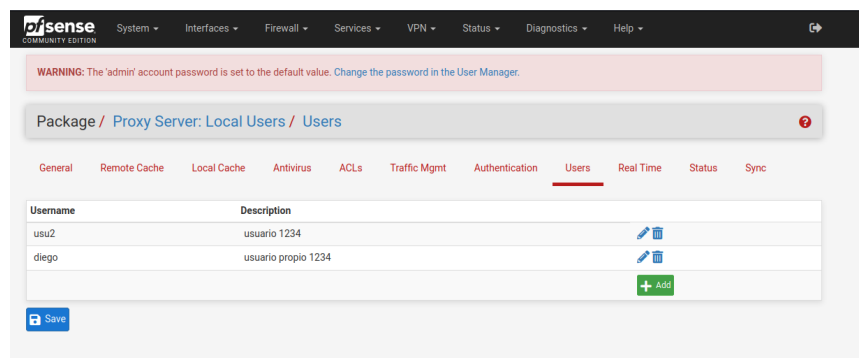 pfsense System Interfaces Firewall Services VPN Status Diagnostics Help
COMMUNITY EDITION
WARNING: The 'admin' account password is set to the default value. Change the password in the User Manager.
Package / Proxy Server: Local Users / Users
General Remote Cache Local Cache Antivirus ACLs Traffic Mgmt Authentication Users Real Time Status Sync
Username Description
usu2 usuario 1234
diego usuario propio 1234
Add
Save